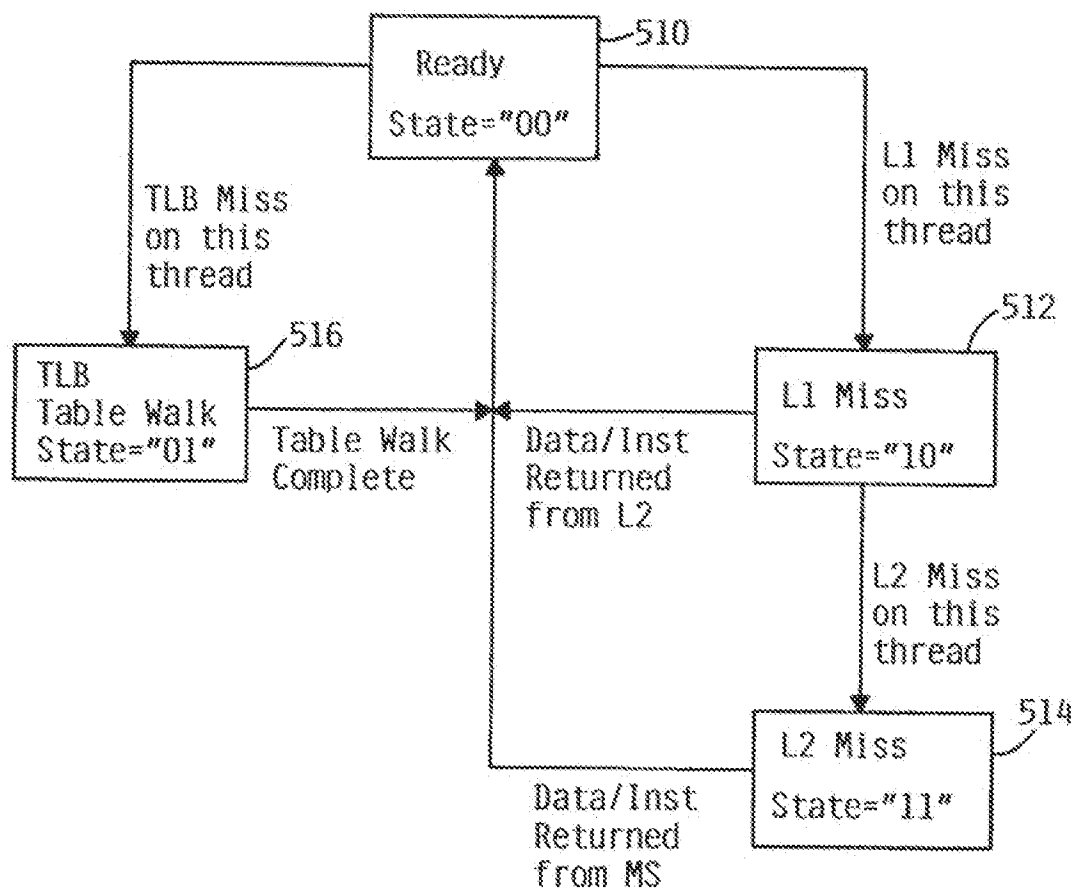 510
Ready
State="00"
TLB Miss
on this
thread
L1 Miss
on this
thread
516
TLB
Table Walk
State="01"
512
L1 Miss
State="10"
Table Walk
Complete
Data/Inst
Returned
from L2
L2 Miss
on this
thread
514
L2 Miss
State="11"
Data/Inst
Returned
from MS